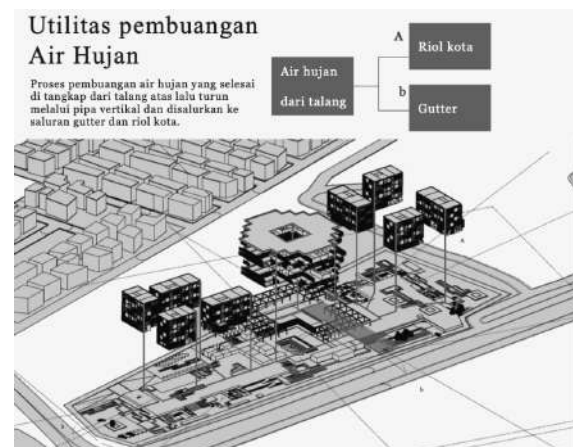 Utilitas pembuangan
Air Hujan
Proses pembuangan air hujan yang selesai
di tangkap dari talang atas lalu turun
melalui pipa vertikal dan disalurkan ke
saluran gutter dan riol kota.
Air hujan
dari talang
A
Riol kota
b
Gutter
A
b
b